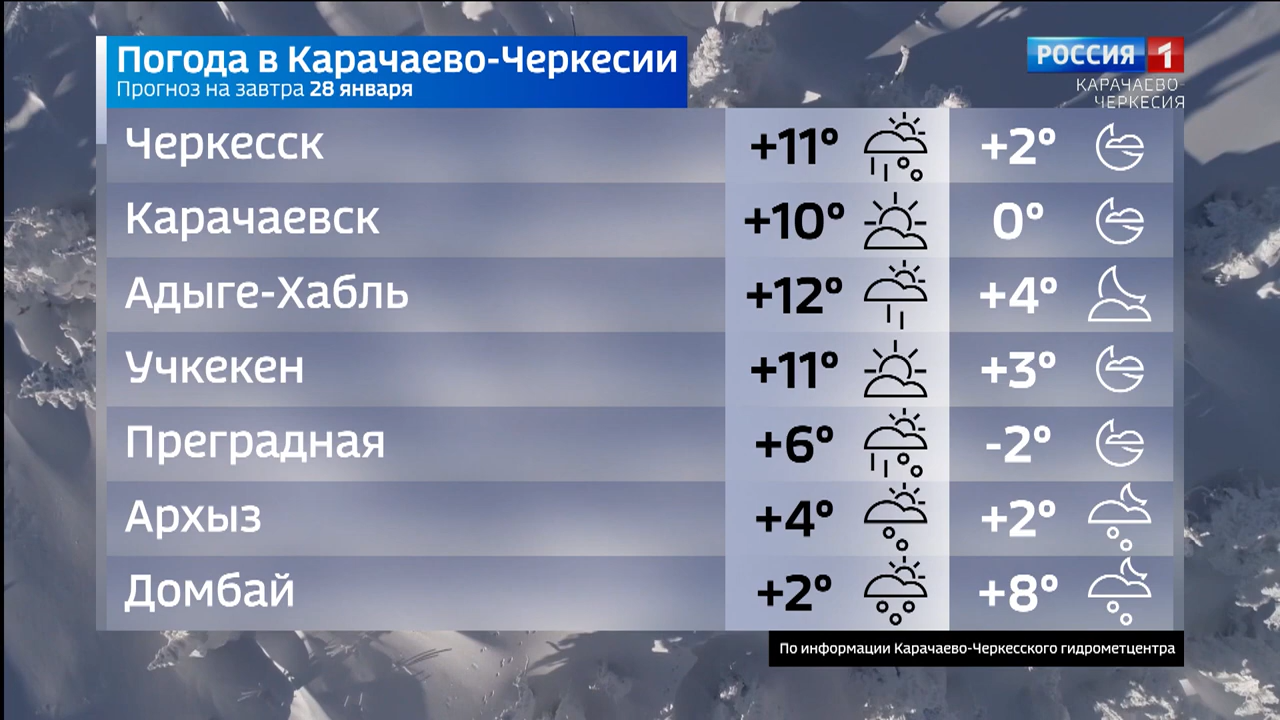 Погода в Карачаево-Черкесии
Прогноз на завтра 28 января
РОССИЯ 1
КАРАЧАЕВО-
ЧЕРКЕСИЯ
Черкесск +11° +2°
Карачаевск +10° 0°
Адыге-Хабль +12° +4°
Учкекен +11° +3°
Преградная +6° -2°
Архыз +4° +2°
Домбай +2° +8°
По информации Карачаево-Черкесского гидрометцентра